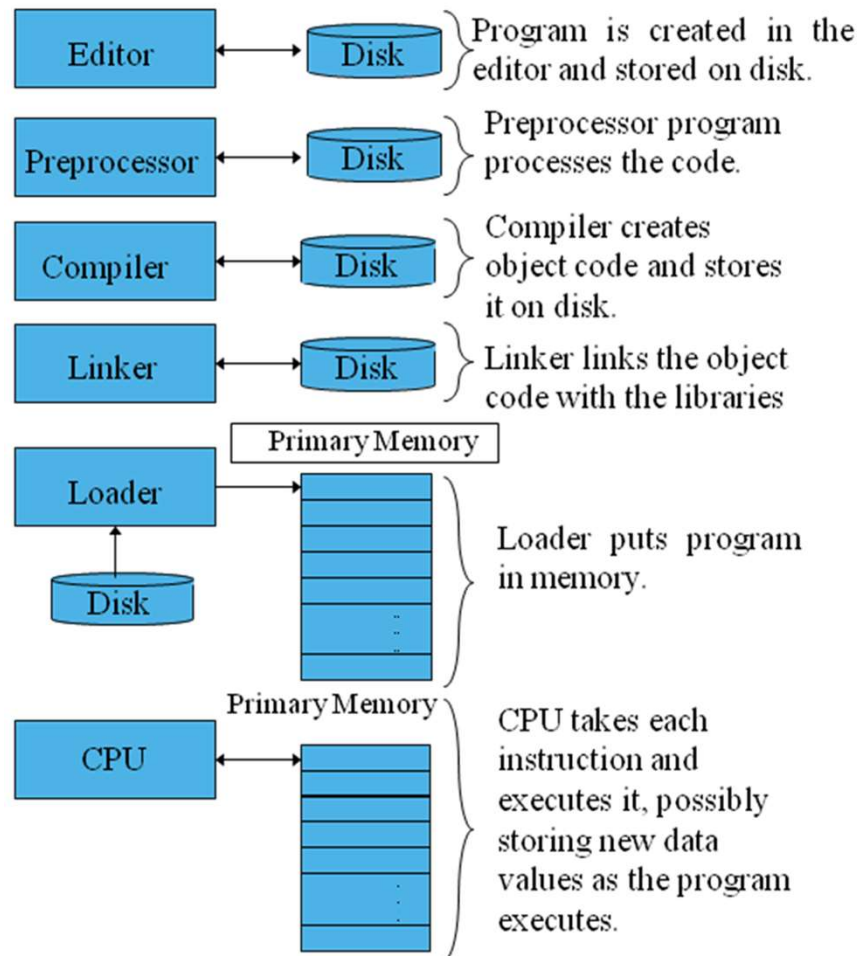 Editor
Disk
Program is created in the
editor and stored on disk.
Preprocessor
Disk
Preprocessor program
processes the code.
Compiler
Disk
Compiler creates
object code and stores
it on disk.
Linker
Disk
Linker links the object
code with the libraries
Primary Memory
Loader
Disk
Loader puts program
in memory.
Primary Memory
CPU
CPU takes each
instruction and
executes it, possibly
storing new data
values as the program
executes.